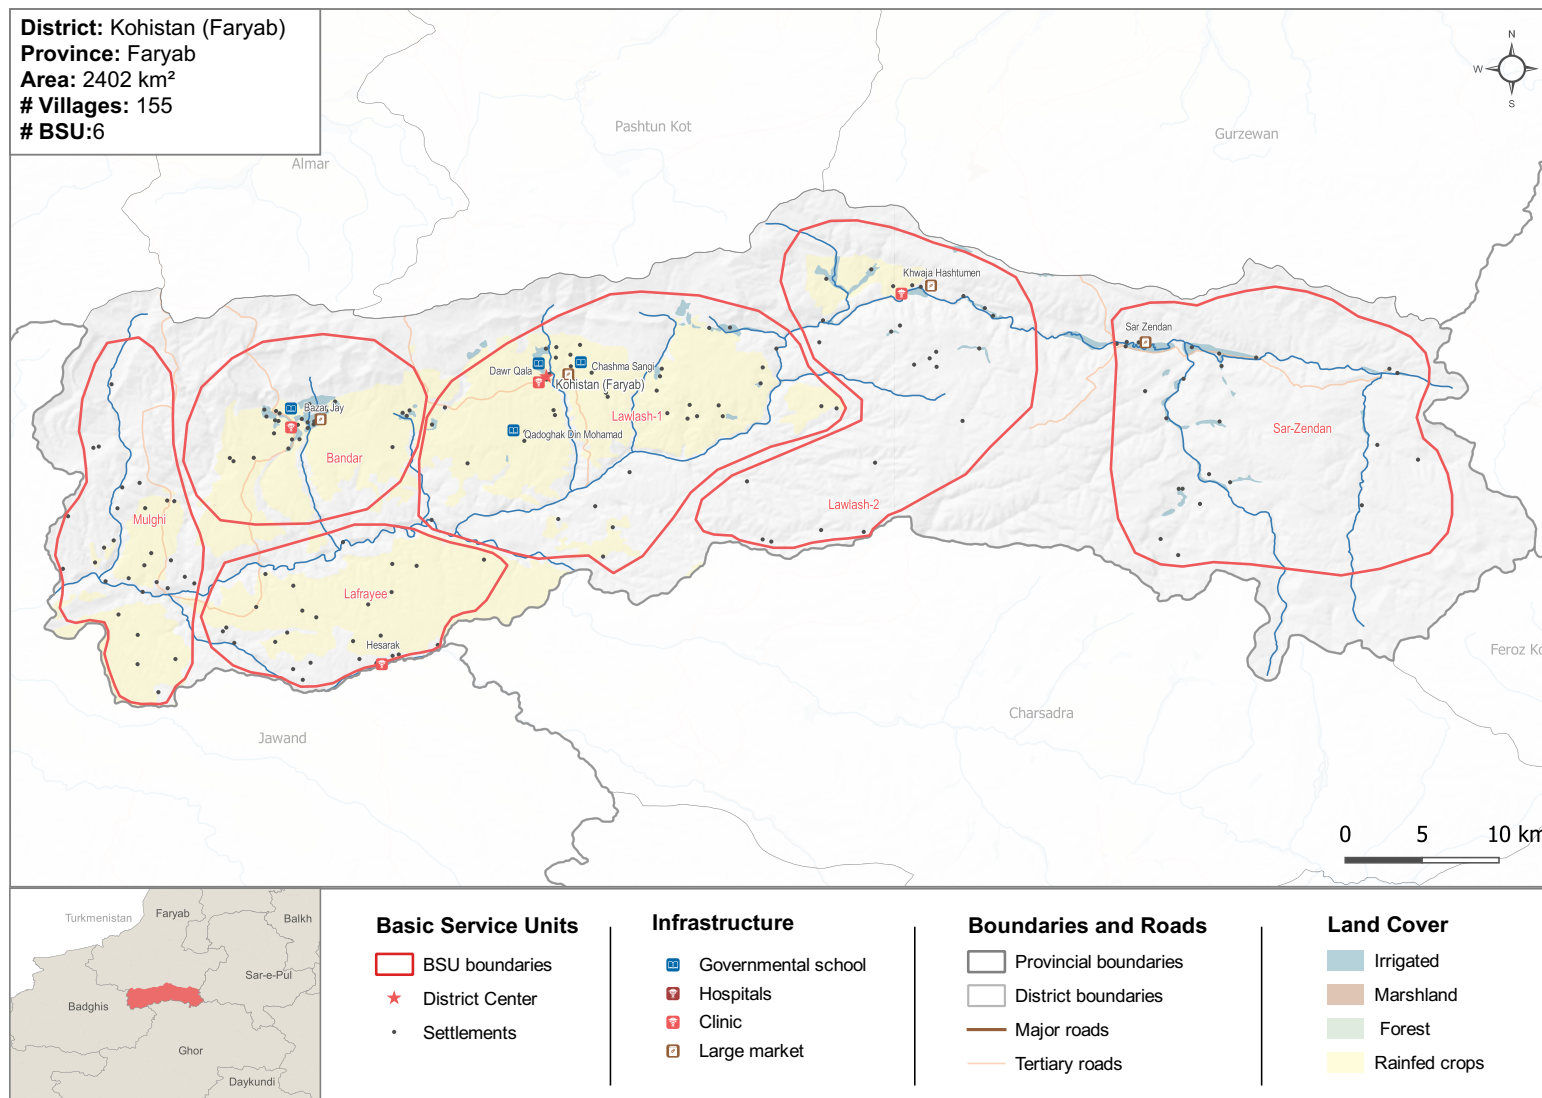 District: Kohistan (Faryab)
Province: Faryab
Area: 2402 km²
# Villages: 155
# BSU:6
N
W
S
Pashtun Kot
Gurzewan
Almar
Khwaja Hashtumen
Sar Zendan
Dawr Qala
Chashma Sangi
Kohistan (Faryab)
Bazar Jay
Lawlash-1
Qadoghak Din Mohamad
Sar-Zendan
Bandar
Lawlash-2
Mulghi
Lafrayee
Hesarak
Feroz Ko
Charsadra
Jawand
0 5 10 km
Turkmenistan
Faryab
Balkh
Sar-e-Pul
Badghis
Ghor
Daykundi
Basic Service Units
BSU boundaries
District Center
Settlements
Infrastructure
Governmental school
Hospitals
Clinic
Large market
Boundaries and Roads
Provincial boundaries
District boundaries
Major roads
Tertiary roads
Land Cover
Irrigated
Marshland
Forest
Rainfed crops